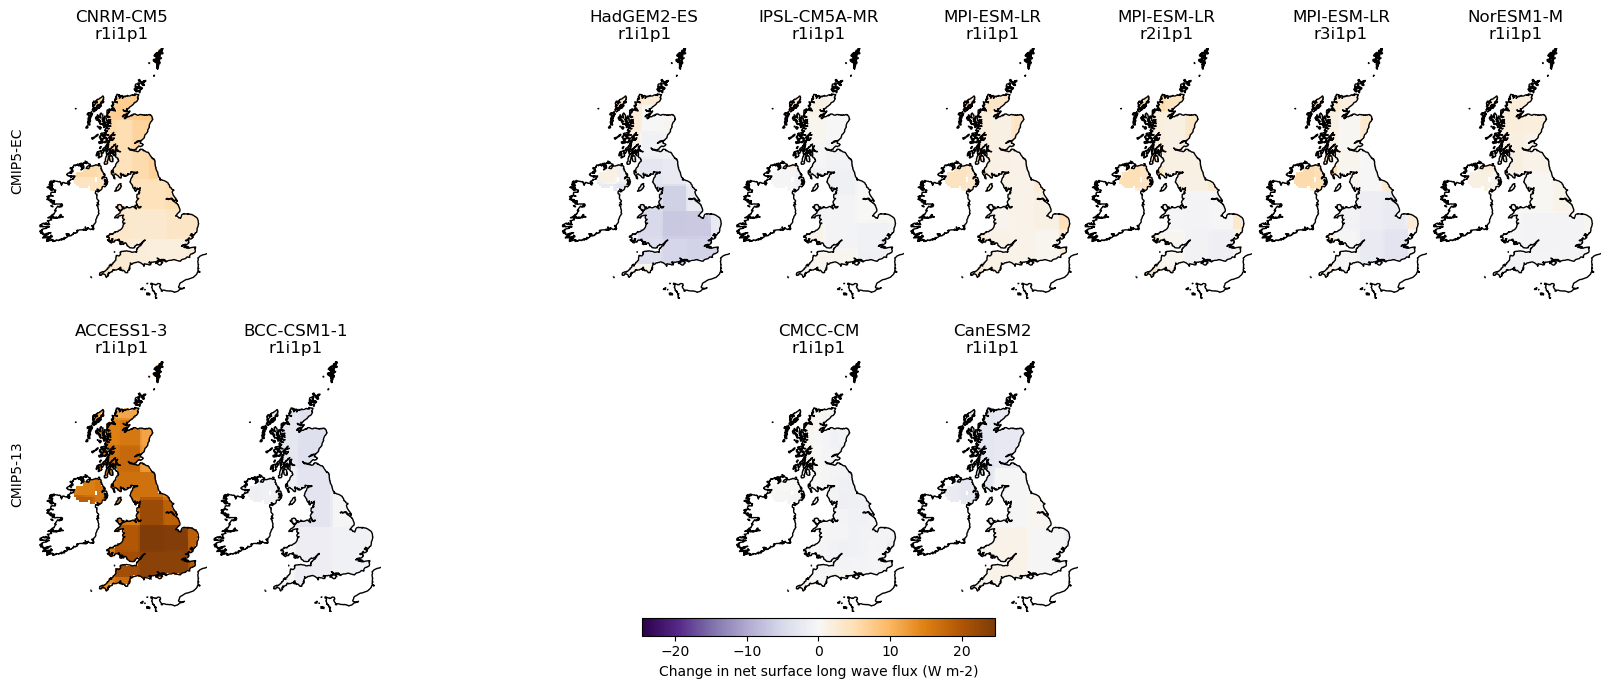 CNRM-CM5
r1i1p1
HadGEM2-ES
r1i1p1
IPSL-CM5A-MR
r1i1p1
MPI-ESM-LR
r1i1p1
MPI-ESM-LR
r2i1p1
MPI-ESM-LR
r3i1p1
NorESM1-M
r1i1p1
CMIP5-EC
ACCESS1-3
r1i1p1
BCC-CSM1-1
r1i1p1
CMCC-CM
r1i1p1
CanESM2
r1i1p1
CMIP5-13
−20 −10 0 10 20
Change in net surface long wave flux (W m-2)